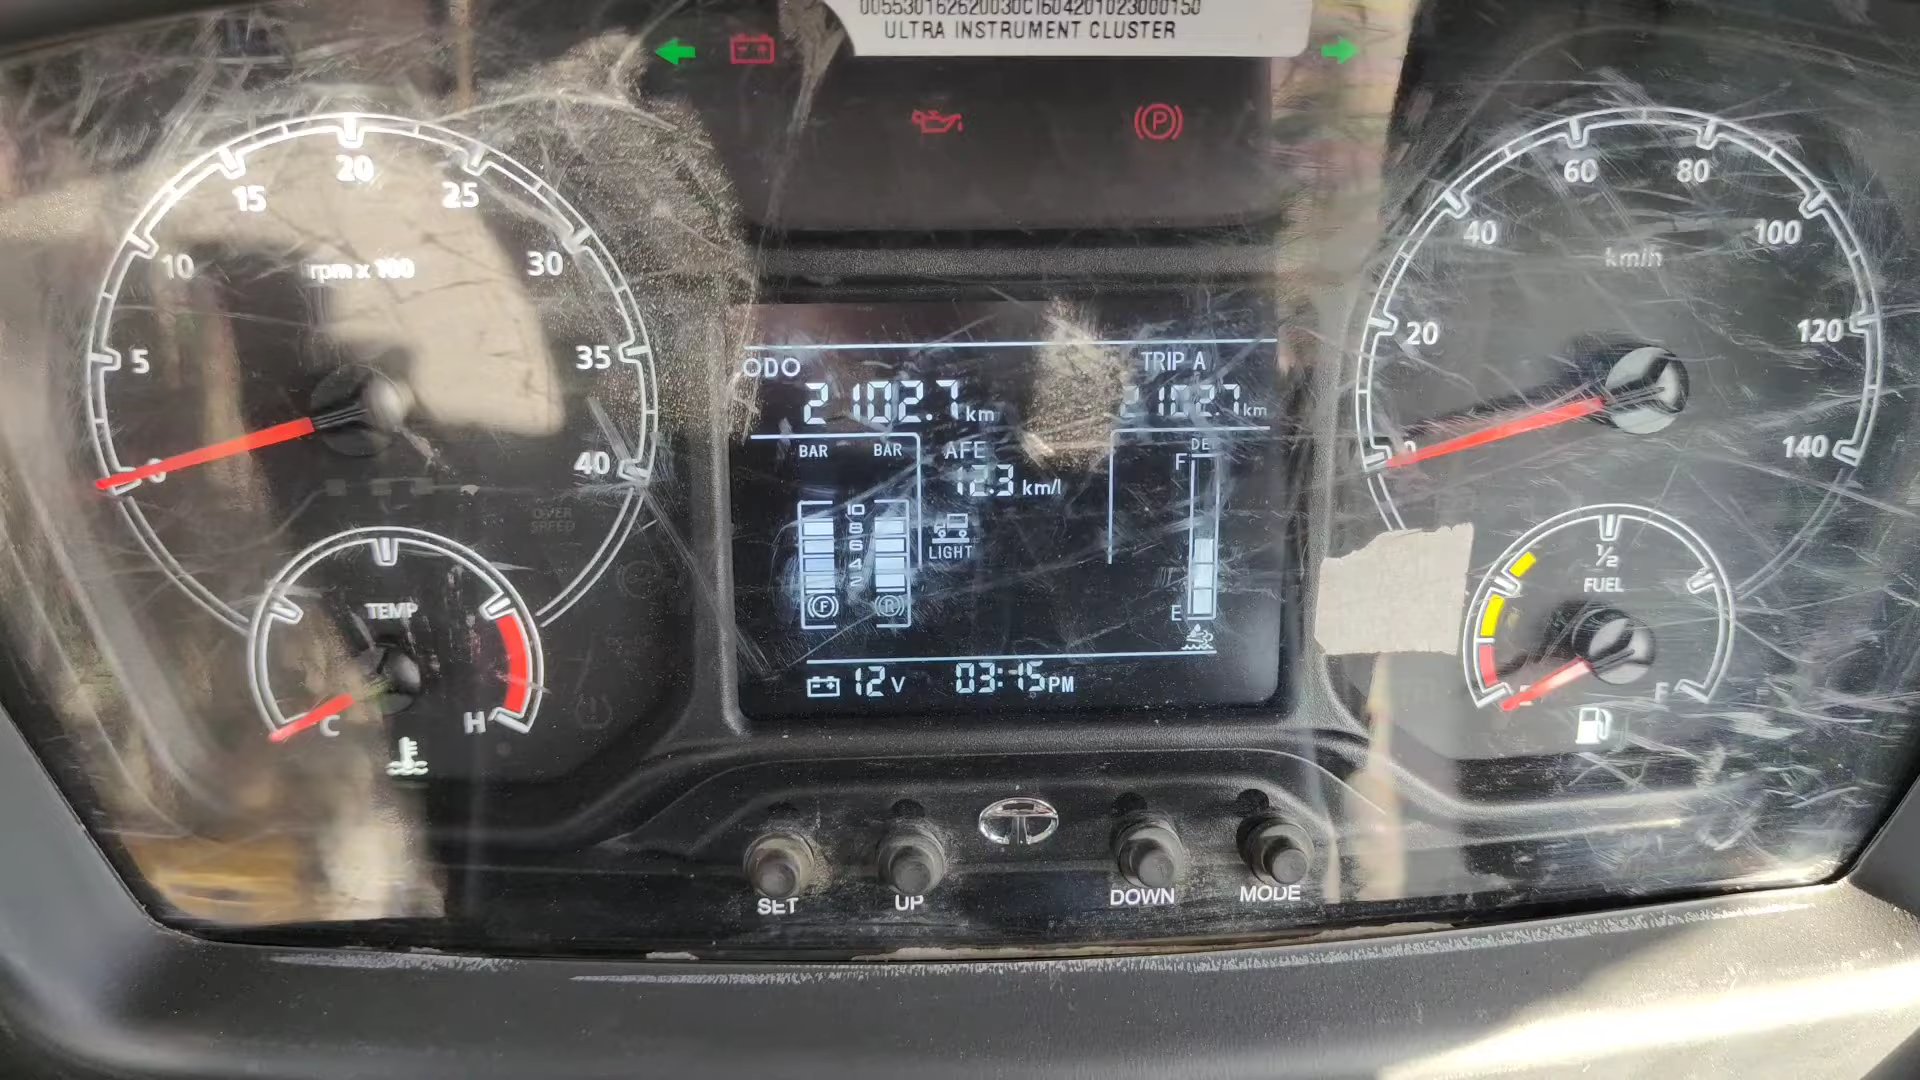 ULTRA INSTRUMENT CLUSTER
P
5
10
15
20
25
30
35
40
rpm x 100
OVER
SPEED
TEMP
C
H
ODO
2102.7 km
TRIP A
2102.7 km
BAR
BAR
AFE
12.3 km/l
10
8
6
4
2
F
R
LIGHT
F
E
12 V
03:15 PM
20
40
60
80
100
120
140
km/h
1/2
FUEL
F
SET
UP
DOWN
MODE